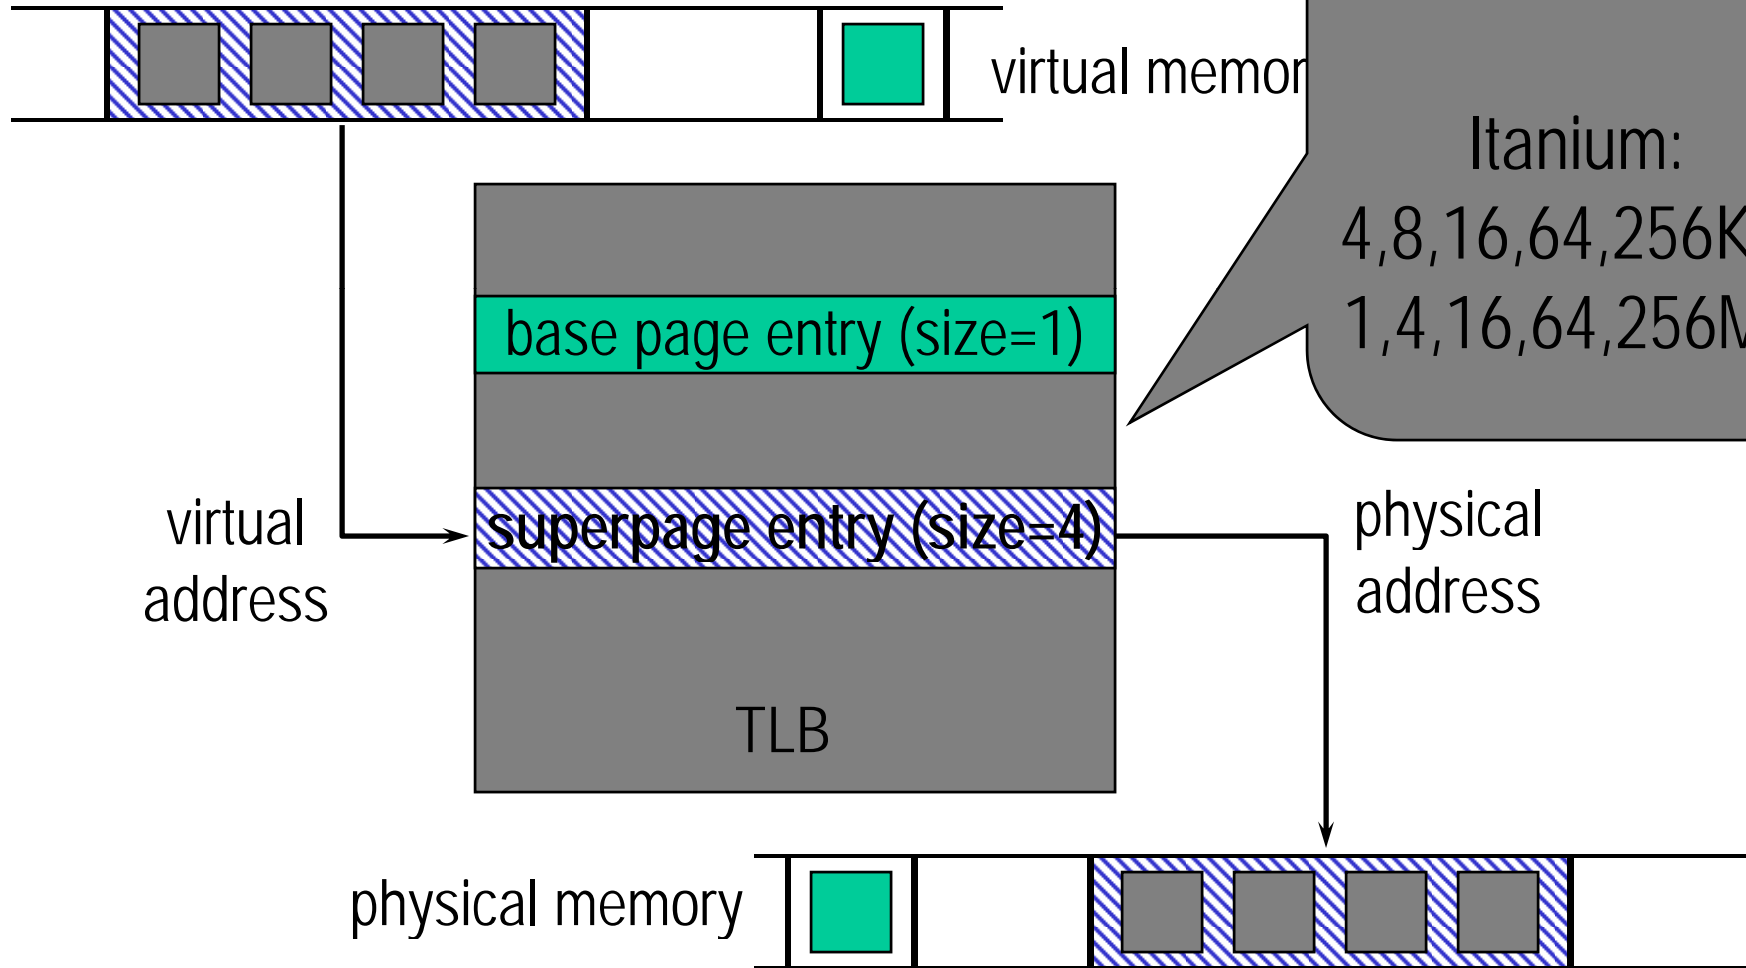 virtual memor
Itanium:
4,8,16,64,256K
1,4,16,64,256M
base page entry (size=1)
virtual
address
superpage entry (size=4)
physical
address
TLB
physical memory